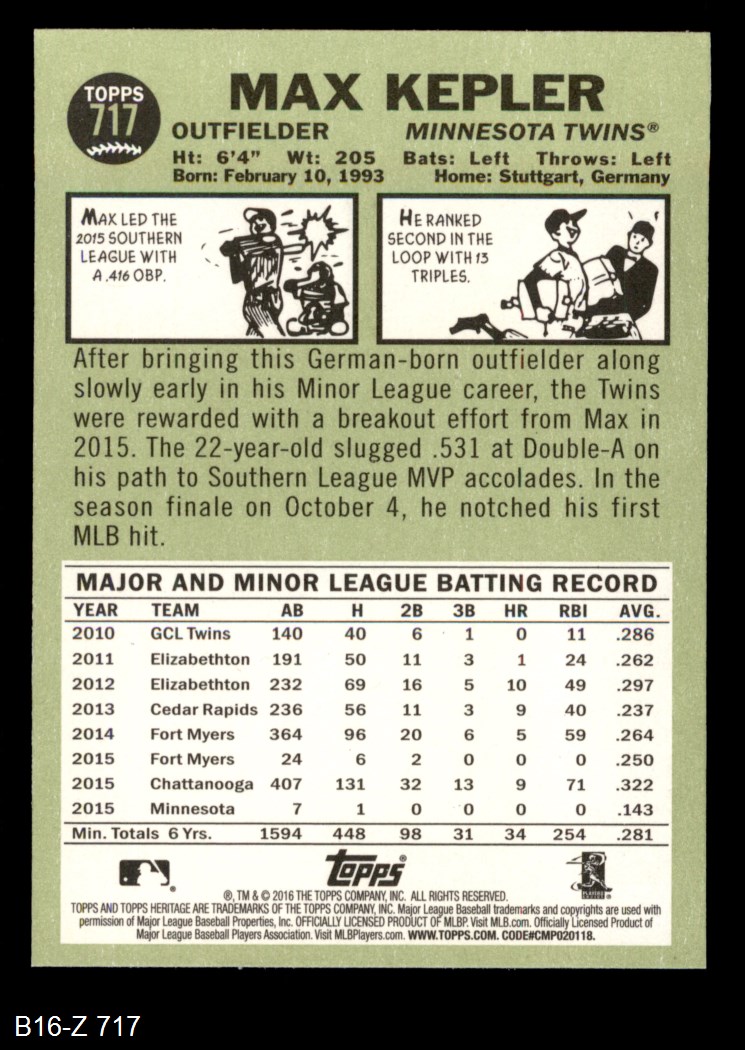 TOPPS
717
MAX KEPLER
OUTFIELDER MINNESOTA TWINS®
Ht: 6'4" Wt: 205 Bats: Left Throws: Left
Born: February 10, 1993 Home: Stuttgart, Germany
MAX LED THE
2015 SOUTHERN
LEAGUE WITH
A .416 OBP.
HE RANKED
SECOND IN THE
LOOP WITH 13
TRIPLES.
After bringing this German-born outfielder along
slowly early in his Minor League career, the Twins
were rewarded with a breakout effort from Max in
2015. The 22-year-old slugged .531 at Double-A on
his path to Southern League MVP accolades. In the
season finale on October 4, he notched his first
MLB hit.
MAJOR AND MINOR LEAGUE BATTING RECORD
YEAR TEAM AB H 2B 3B HR RBI AVG.
2010 GCL Twins 140 40 6 1 0 11 .286
2011 Elizabethton 191 50 11 3 1 24 .262
2012 Elizabethton 232 69 16 5 10 49 .297
2013 Cedar Rapids 236 56 11 3 9 40 .237
2014 Fort Myers 364 96 20 6 5 59 .264
2015 Fort Myers 24 6 2 0 0 0 .250
2015 Chattanooga 407 131 32 13 9 71 .322
2015 Minnesota 7 1 0 0 0 0 .143
Min. Totals 6 Yrs. 1594 448 98 31 34 254 .281
Topps®
®, TM & © 2016 THE TOPPS COMPANY, INC. ALL RIGHTS RESERVED.
TOPPS AND TOPPS HERITAGE ARE TRADEMARKS OF THE TOPPS COMPANY, INC. Major League Baseball trademarks and copyrights are used with
permission of Major League Baseball Properties, Inc. OFFICIALLY LICENSED PRODUCT OF MLBP. Visit MLB.com. Officially Licensed Product of
Major League Baseball Players Association. Visit MLBPlayers.com. WWW.TOPPS.COM. CODE#CMP020118.
B16-Z 717